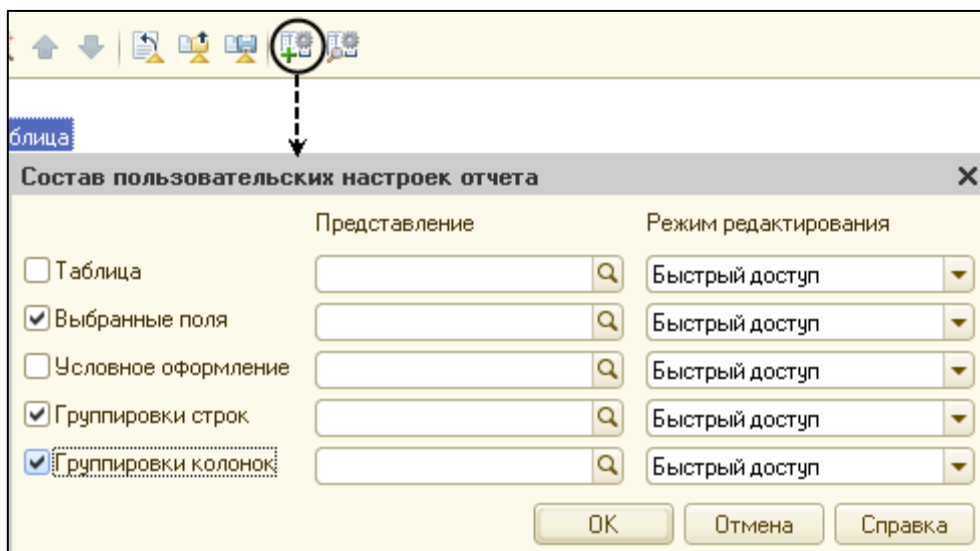 блица
Состав пользовательских настроек отчета
Представление Режим редактирования
Таблица Быстрый доступ
Выбранные поля Быстрый доступ
Условное оформление Быстрый доступ
Группировки строк Быстрый доступ
Группировки колонок Быстрый доступ
OK Отмена Справка